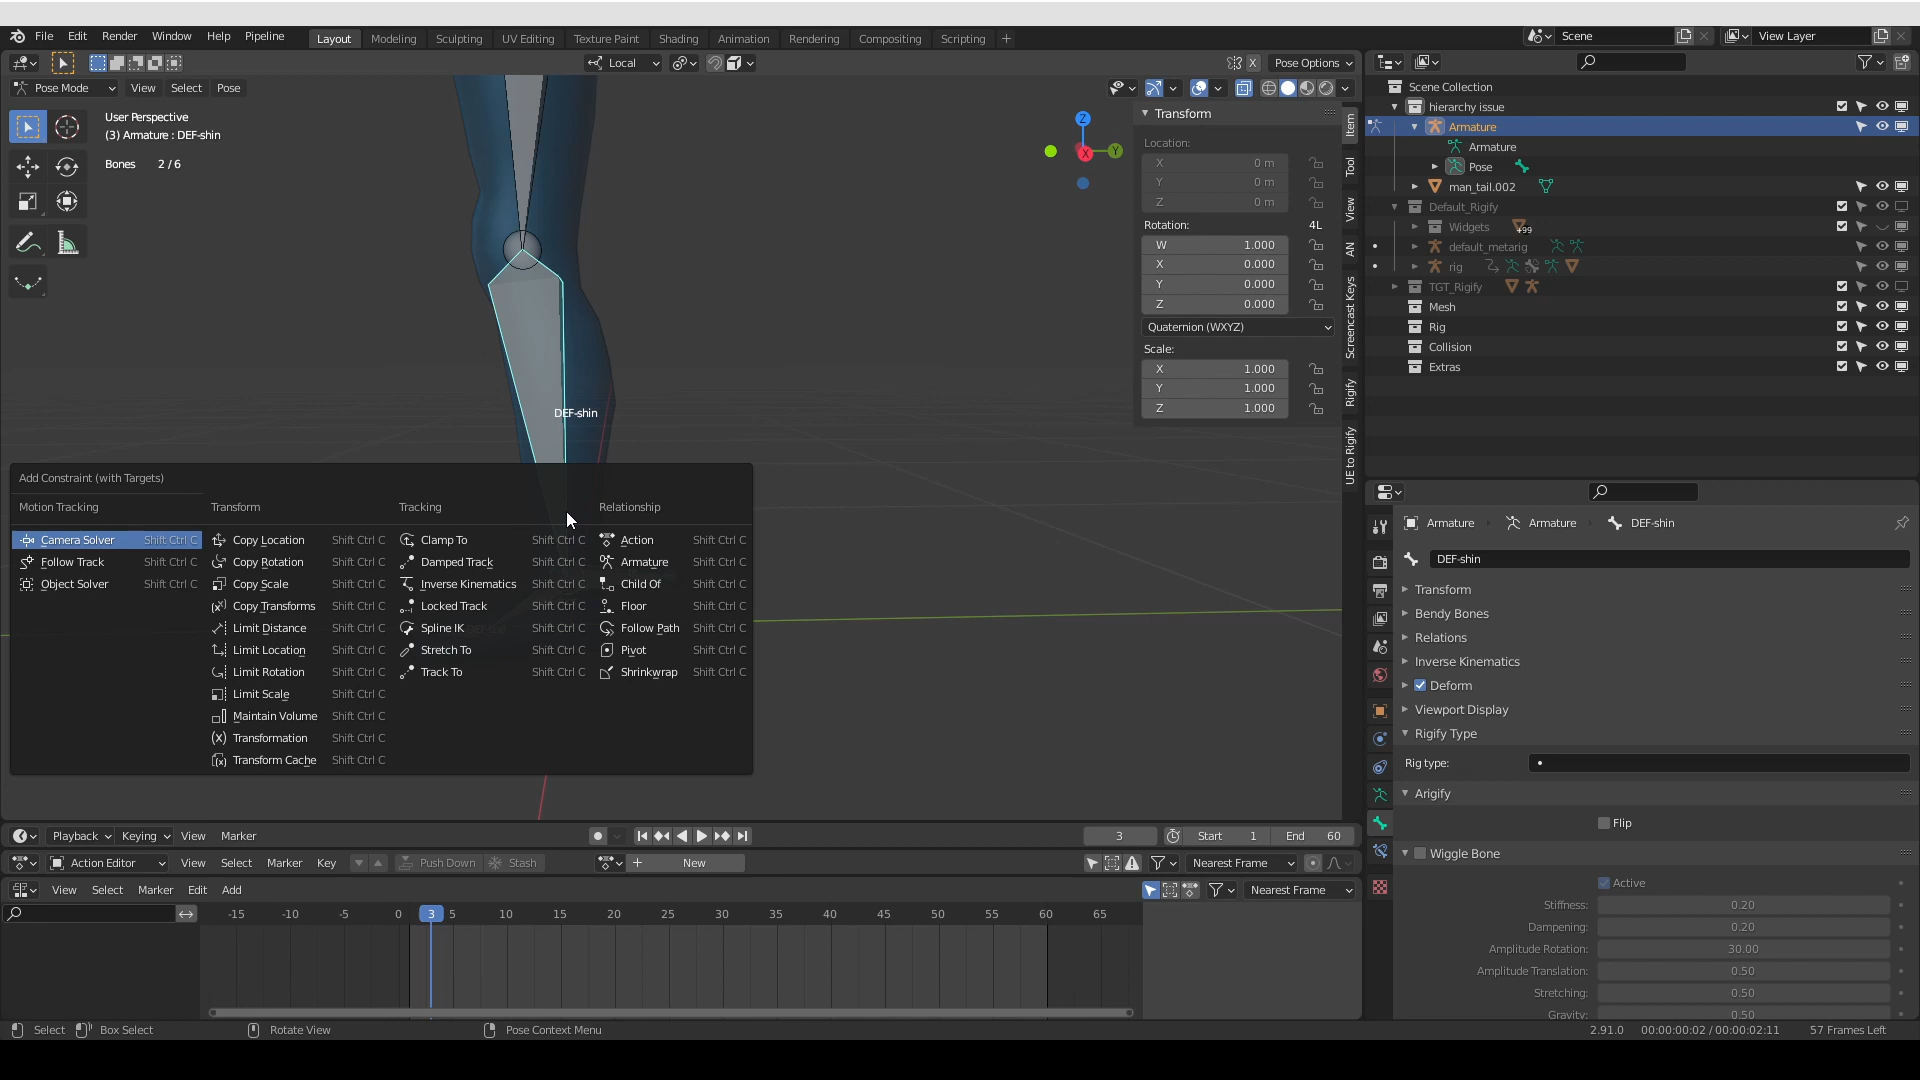 File Edit Render Window Help Pipeline Layout Modeling Sculpting UV Editing Texture Paint Shading Animation Rendering Compositing Scripting + Scene View Layer
Local X Pose Options
Pose Mode View Select Pose
User Perspective
(3) Armature : DEF-shin
Bones 2 / 6
Z
Y
X
DEF-shin
Transform
Location:
X 0 m
Y 0 m
Z 0 m
Rotation: 4L
W 1.000
X 0.000
Y 0.000
Z 0.000
Quaternion (WXYZ)
Scale:
X 1.000
Y 1.000
Z 1.000
Item
Tool
View
AN
Screencast Keys
Rigify
UE to Rigify
Scene Collection
hierarchy issue
Armature
Armature
Pose
man_tail.002
Default_Rigify
Widgets +99
default_metarig
rig
TGT_Rigify
Mesh
Rig
Collision
Extras
Add Constraint (with Targets)
Motion Tracking Transform Tracking Relationship
Camera Solver Shift Ctrl C Copy Location Shift Ctrl C Clamp To Shift Ctrl C Action Shift Ctrl C
Follow Track Shift Ctrl C Copy Rotation Shift Ctrl C Damped Track Shift Ctrl C Armature Shift Ctrl C
Object Solver Shift Ctrl C Copy Scale Shift Ctrl C Inverse Kinematics Shift Ctrl C Child Of Shift Ctrl C
Copy Transforms Shift Ctrl C Locked Track Shift Ctrl C Floor Shift Ctrl C
Limit Distance Shift Ctrl C Spline IK Shift Ctrl C Follow Path Shift Ctrl C
Limit Location Shift Ctrl C Stretch To Shift Ctrl C Pivot Shift Ctrl C
Limit Rotation Shift Ctrl C Track To Shift Ctrl C Shrinkwrap Shift Ctrl C
Limit Scale Shift Ctrl C
Maintain Volume Shift Ctrl C
Transformation Shift Ctrl C
Transform Cache Shift Ctrl C
Armature Armature DEF-shin
DEF-shin
Transform
Bendy Bones
Relations
Inverse Kinematics
Deform
Viewport Display
Rigify Type
Rig type:
Arigify
Flip
Wiggle Bone
Active
Stiffness: 0.20
Dampening: 0.20
Amplitude Rotation: 30.00
Amplitude Translation: 0.50
Stretching: 0.50
Gravity: 0.50
Playback Keying View Marker 3 Start 1 End 60
Action Editor View Select Marker Key Push Down Stash + New Nearest Frame
View Select Marker Edit Add Nearest Frame
-15 -10 -5 0 3 5 10 15 20 25 30 35 40 45 50 55 60 65
Select Box Select Rotate View Pose Context Menu 2.91.0 00:00:00:02 / 00:00:02:11 57 Frames Left